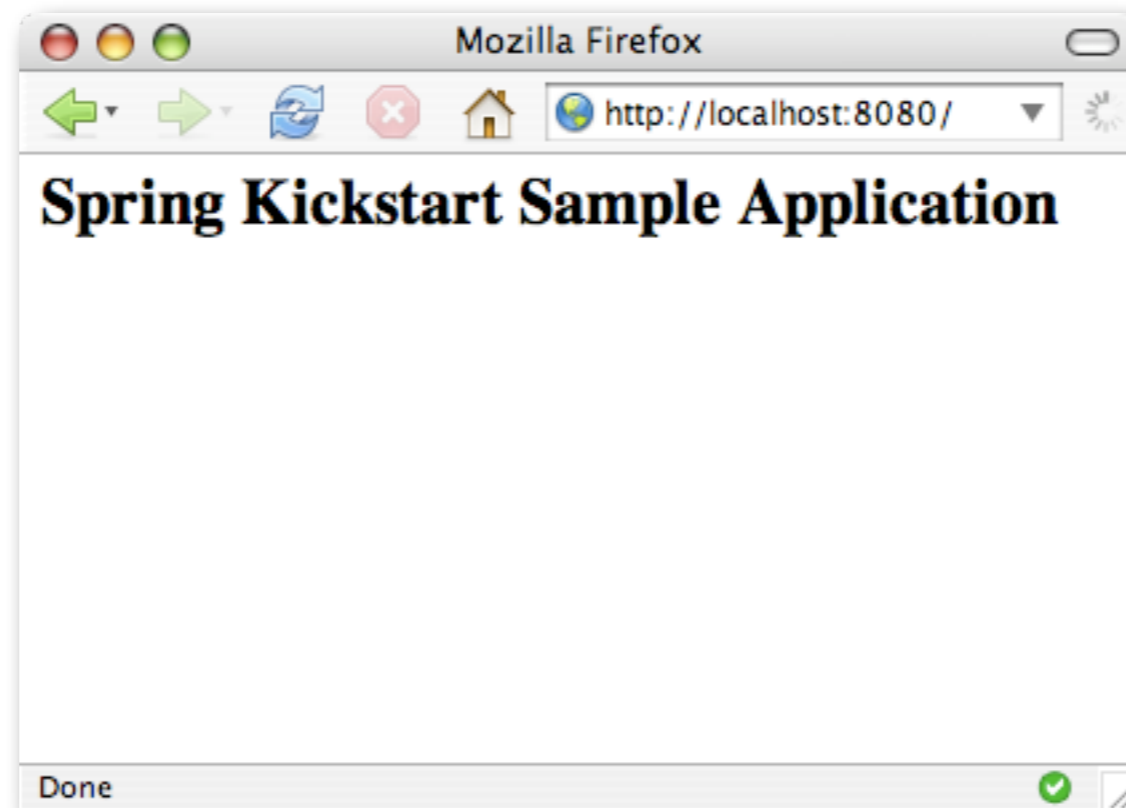 Mozilla Firefox
http://localhost:8080/
Spring Kickstart Sample Application
Done